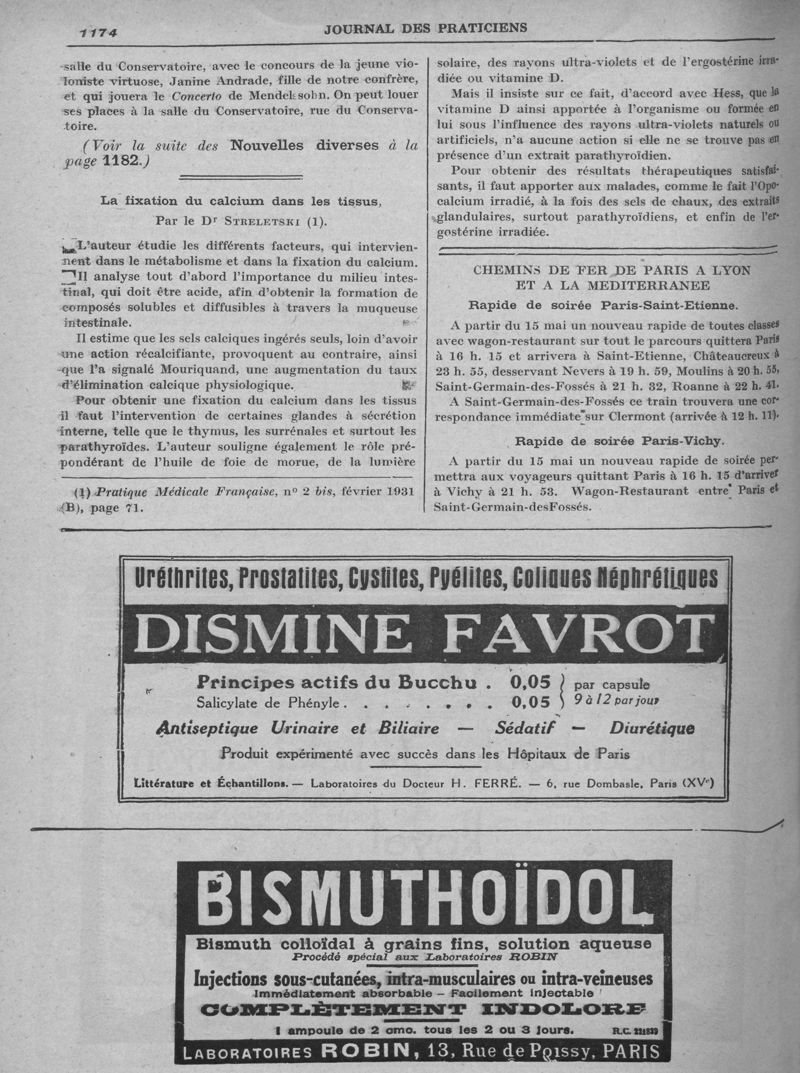 1174
JOURNAL DES PRATICIENS
salle du Conservatoire, avec le concours de la jeune vio-
loniste virtuose, Janine Andrade, fille de notre confrère,
et qui jouera le Concerto de Mendelssohn. On peut louer
ses places à la salle du Conservatoire, rue du Conserva-
toire.
(Voir la suite des Nouvelles diverses à la
page 1182.)
La fixation du calcium dans les tissus,
Par le Dr STRELETSKI (1).
L'auteur étudie les différents facteurs, qui intervien-
nent dans le métabolisme et dans la fixation du calcium.
Il analyse tout d'abord l'importance du milieu intes-
tinal, qui doit être acide, afin d'obtenir la formation de
composés solubles et diffusibles à travers la muqueuse
intestinale.
Il estime que les sels calciques ingérés seuls, loin d'avoir
une action récalcifiante, provoquent au contraire, ainsi
que l'a signalé Mouriquand, une augmentation du taux
d'élimination calcique physiologique.
Pour obtenir une fixation du calcium dans les tissus
il faut l'intervention de certaines glandes à sécrétion
interne, telle que le thymus, les surrénales et surtout les
parathyroïdes. L'auteur souligne également le rôle pré-
pondérant de l'huile de foie de morue, de la lumière
(1) Pratique Médicale Française, nº 2 bis, février 1931
(B), page 71.
solaire, des rayons ultra-violets et de l'ergostérine irra-
diée ou vitamine D.
Mais il insiste sur ce fait, d'accord avec Hess, que la
vitamine D ainsi apportée à l'organisme ou formée en
lui sous l'influence des rayons ultra-violets naturels ou
artificiels, n'a aucune action si elle ne se trouve pas en
présence d'un extrait parathyroïdien.
Pour obtenir des résultats thérapeutiques satisfai-
sants, il faut apporter aux malades, comme le fait l'Opo-
calcium irradié, à la fois des sels de chaux, des extraits
glandulaires, surtout parathyroïdiens, et enfin de l'er-
gostérine irradiée.
CHEMINS DE FER DE PARIS A LYON
ET A LA MEDITERRANEE
Rapide de soirée Paris-Saint-Etienne.
A partir du 15 mai un nouveau rapide de toutes classes
avec wagon-restaurant sur tout le parcours quittera Paris
à 16 h. 15 et arrivera à Saint-Etienne, Châteaucreux à
23 h. 55, desservant Nevers à 19 h. 59, Moulins à 20 h. 55,
Saint-Germain-des-Fossés à 21 h. 32, Roanne à 22 h. 41.
A Saint-Germain-des-Fossés ce train trouvera une cor-
respondance immédiate sur Clermont (arrivée à 12 h. 11).
Rapide de soirée Paris-Vichy.
A partir du 15 mai un nouveau rapide de soirée per-
mettra aux voyageurs quittant Paris à 16 h. 15 d'arriver
à Vichy à 21 h. 53. Wagon-Restaurant entre Paris et
Saint-Germain-desFossés.
Uréthrites, Prostatites, Cystites, Pyélites, Coliques Néphrétiques
DISMINE FAVROT
Principes actifs du Bucchu . 0,05 } par capsule
Salicylate de Phényle . . . . . . . 0,05 } 9 à 12 par jour
Antiseptique Urinaire et Biliaire — Sédatif — Diurétique
Produit expérimenté avec succès dans les Hôpitaux de Paris
Littérature et Échantillons. — Laboratoires du Docteur H. FERRÉ. — 6, rue Dombasle, Paris (XVe)
BISMUTHOÏDOL
Bismuth colloïdal à grains fins, solution aqueuse
Procédé spécial aux Laboratoires ROBIN
Injections sous-cutanées, intra-musculaires ou intra-veineuses
Immédiatement absorbable – Facilement injectable
COMPLÈTEMENT INDOLORE
1 ampoule de 2 cmc. tous les 2 ou 3 jours.
R.C.
LABORATOIRES ROBIN, 13, Rue de Poissy, PARIS